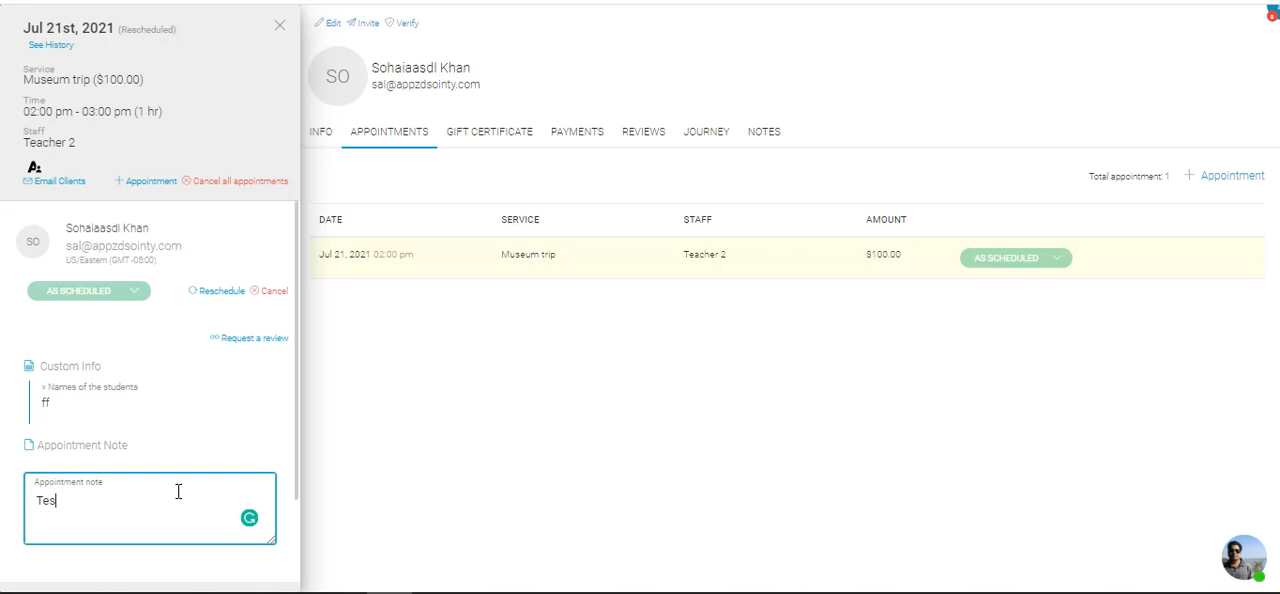 Jul 21st, 2021 (Rescheduled)
See History
Service
Museum trip ($100.00)
Time
02:00 pm - 03:00 pm (1 hr)
Staff
Teacher 2
Email Clients
Appointment
Cancel all appointments
SO
Sohaiaasdl Khan
sal@appzdsointy.com
US/Eastern (GMT -05:00)
AS SCHEDULED
Reschedule
Cancel
Request a review
Custom Info
Names of the students
ff
Appointment Note
Appointment note
Tes
Edit
Invite
Verify
SO
Sohaiaasdl Khan
sal@appzdsointy.com
INFO
APPOINTMENTS
GIFT CERTIFICATE
PAYMENTS
REVIEWS
JOURNEY
NOTES
Total appointment: 1
Appointment
DATE SERVICE STAFF AMOUNT
Jul 21, 2021 02:00 pm Museum trip Teacher 2 $100.00 AS SCHEDULED